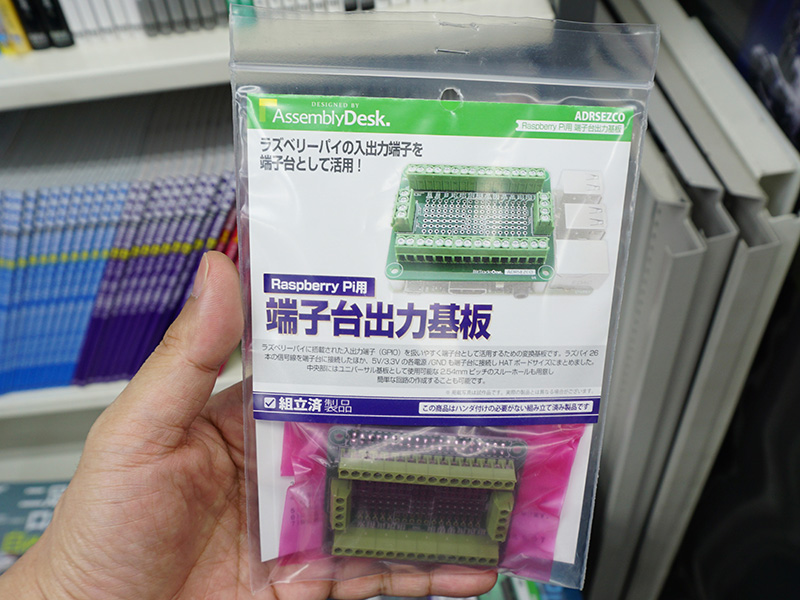 DESIGNED BY
AssemblyDesk.
ADRSEZCO
Raspberry Pi用 端子台出力基板
ラズベリーパイの入出力端子を
端子台として活用！
Raspberry Pi用
端子台出力基板
ラズベリーパイに搭載された入出力端子（GPIO）を扱いやすく端子台として活用するための変換基板です。ラズパイ26
本の信号線を端子台に接続したほか、5V/3.3Vの各電源/GNDも端子台に接続しHATボードサイズにまとめました。
中央部にはユニバーサル基板として使用可能な2.54mmピッチのスルーホールも用意し
簡単な回路の作成することも可能です。
組立済製品
この商品はハンダ付けの必要がない組み立て済み製品です